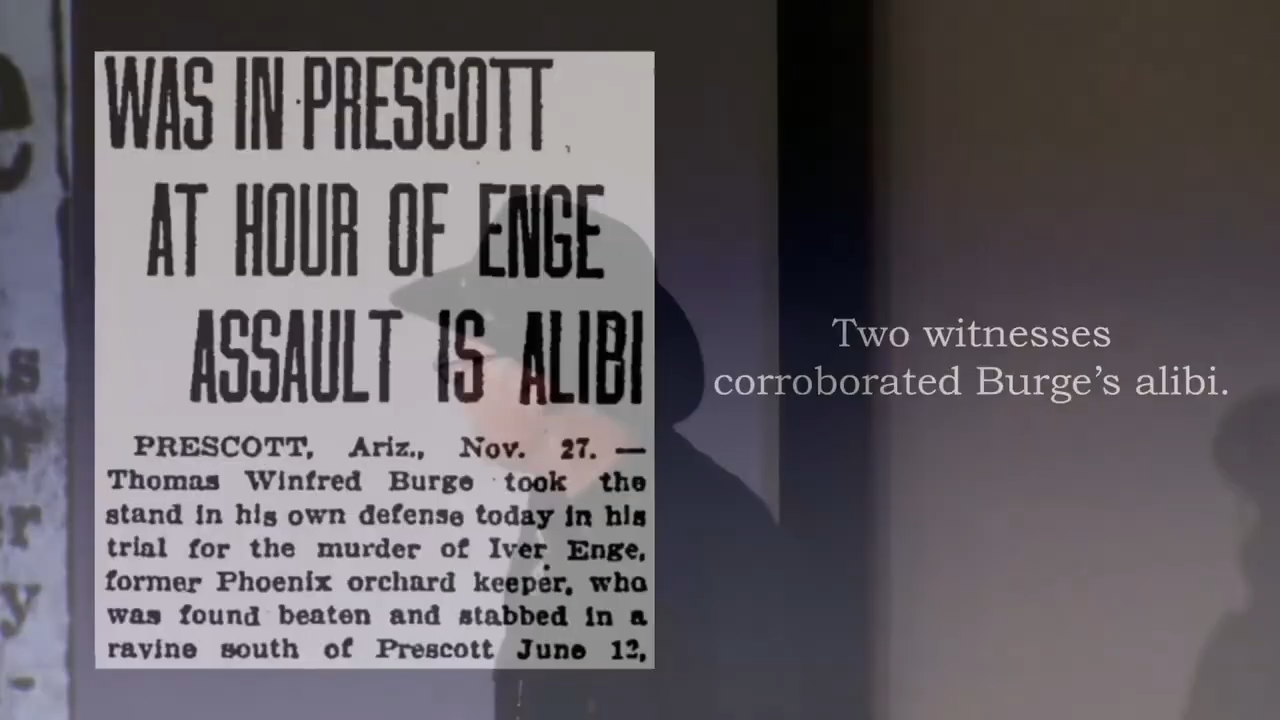 WAS IN PRESCOTT
AT HOUR OF ENGE
ASSAULT IS ALIBI
PRESCOTT, Ariz., Nov. 27. —
Thomas Winfred Burge took the
stand in his own defense today in his
trial for the murder of Iver Enge,
former Phoenix orchard keeper, who
was found beaten and stabbed in a
ravine south of Prescott June 12,
Two witnesses
corroborated Burge's alibi.